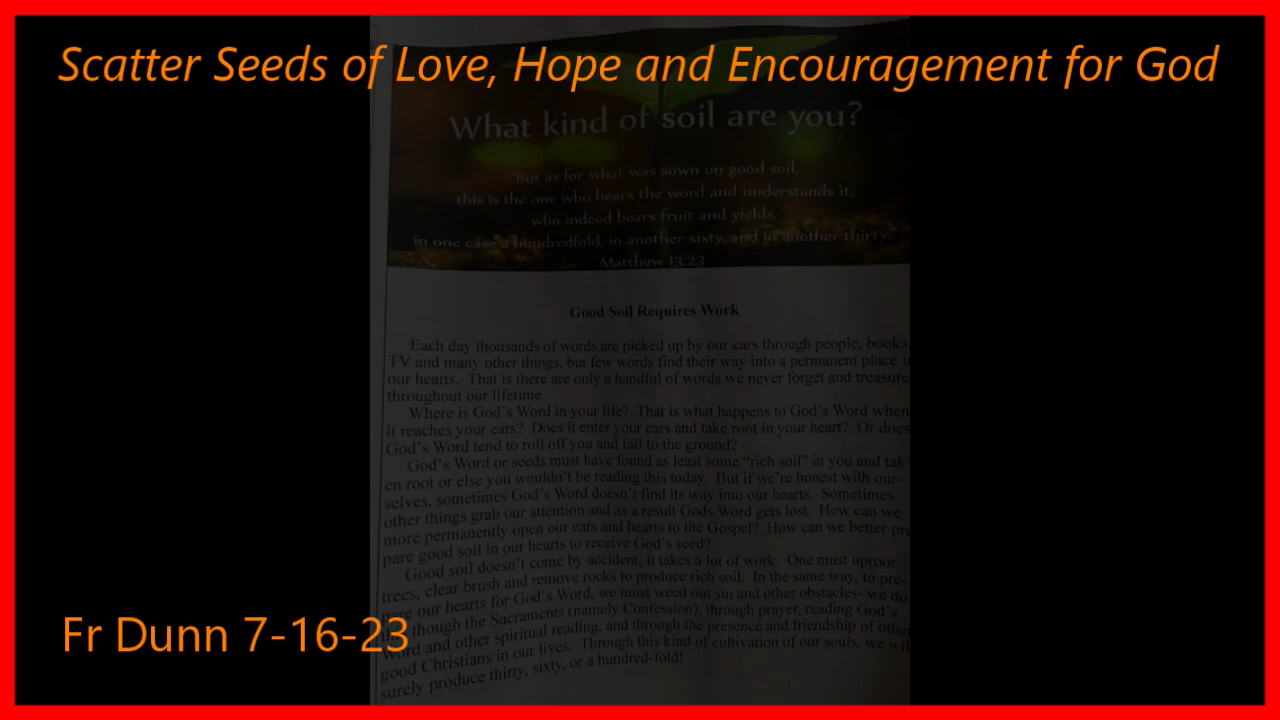 Scatter Seeds of Love, Hope and Encouragement for God
What kind of soil are you?
"But as for what was sown on good soil,
this is the one who hears the word and understands it,
who indeed bears fruit and yields,
in one case a hundredfold, in another sixty, and in another thirty."
Matthew 13.23
Good Soil Requires Work
Each day thousands of words are picked up by our ears through people, books,
TV and many other things, but few words find their way into a permanent place i
our hearts. That is there are only a handful of words we never forget and treasure
throughout our lifetime.
Where is God's Word in your life? That is what happens to God's Word when
it reaches your ears? Does it enter your ears and take root in your heart? Or does
God's Word tend to roll off you and fall to the ground?
God's Word or seeds must have found as least some "rich soil" in you and tak-
en root or else you wouldn't be reading this today. But if we're honest with our-
selves, sometimes God's Word doesn't find its way into our hearts. Sometimes
other things grab our attention and as a result Gods Word gets lost. How can we
more permanently open our ears and hearts to the Gospel? How can we better pre
pare good soil in our hearts to receive God's seed?
Good soil doesn't come by accident, it takes a lot of work. One must uproot
trees, clear brush and remove rocks to produce rich soil. In the same way, to pre-
pare our hearts for God's Word, we must weed out sin and other obstacles- we do
though the Sacraments (namely Confession), through prayer, reading God's
Word and other spiritual reading, and through the presence and friendship of other
good Christians in our lives. Through this kind of cultivation of our souls, we wil
surely produce thirty, sixty, or a hundred-fold!
Fr Dunn 7-16-23